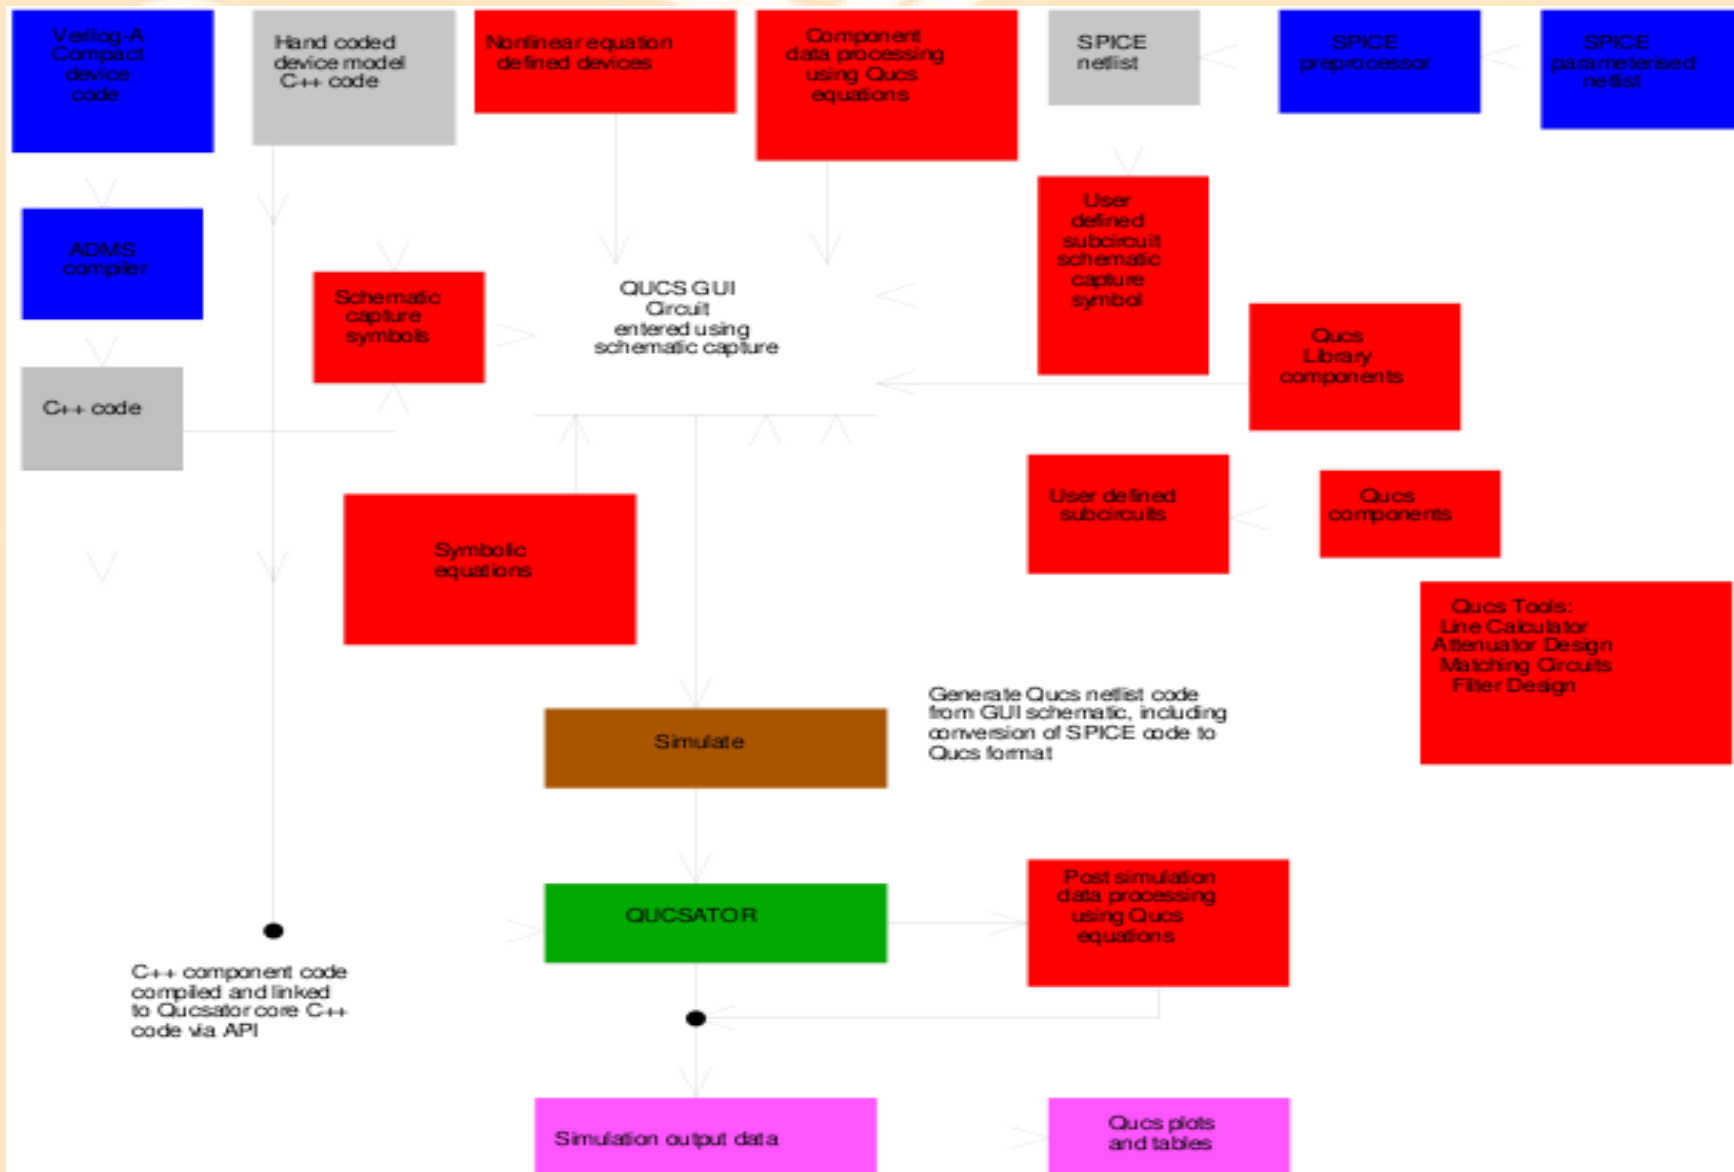 Verilog-A
Compact
device
code
Hand coded
device model
C++ code
Nonlinear equation
defined devices
Component
data processing
using Qucs
equations
SPICE
netlist
SPICE
preprocessor
SPICE
parameterised
netlist
ADMS
compiler
Schematic
capture
symbols
QUCS GUI
Circuit
entered using
schematic capture
User
defined
subcircuit
schematic
capture
symbol
Qucs
Library
components
C++ code
Symbolic
equations
User defined
subcircuits
Qucs
components
Qucs Tools:
Line Calculator
Attenuator Design
Matching Circuits
Filter Design
Simulate
Generate Qucs netlist code
from GUI schematic, including
conversion of SPICE code to
Qucs format
QUCSATOR
Post simulation
data processing
using Qucs
equations
C++ component code
compiled and linked
to Qucsator core C++
code via API
Simulation output data
Qucs plots
and tables